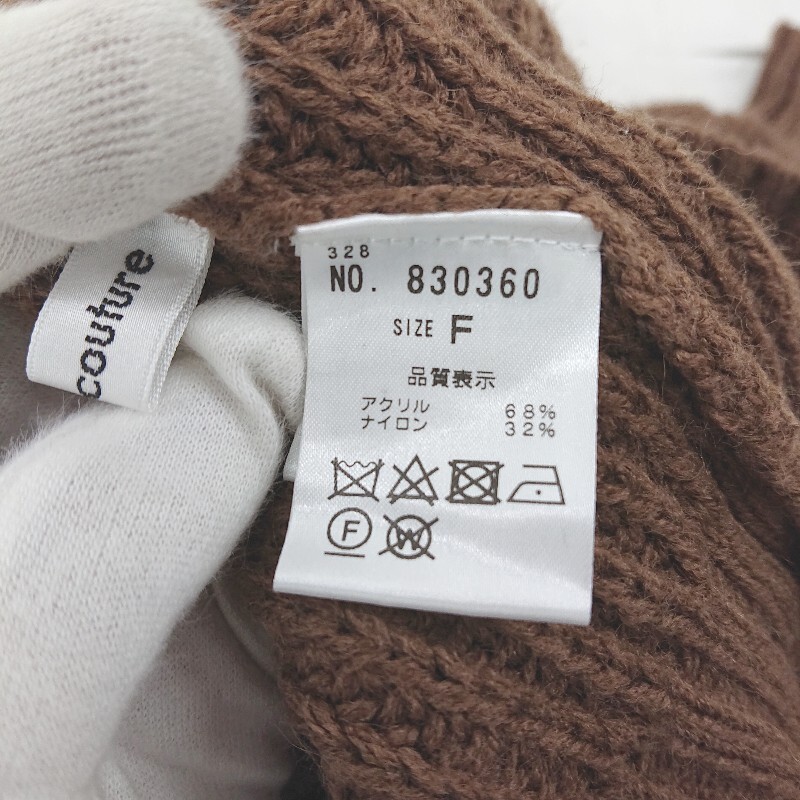 couture
328
NO. 830360
SIZE F
品質表示
アクリル 68%
ナイロン 32%
F
W